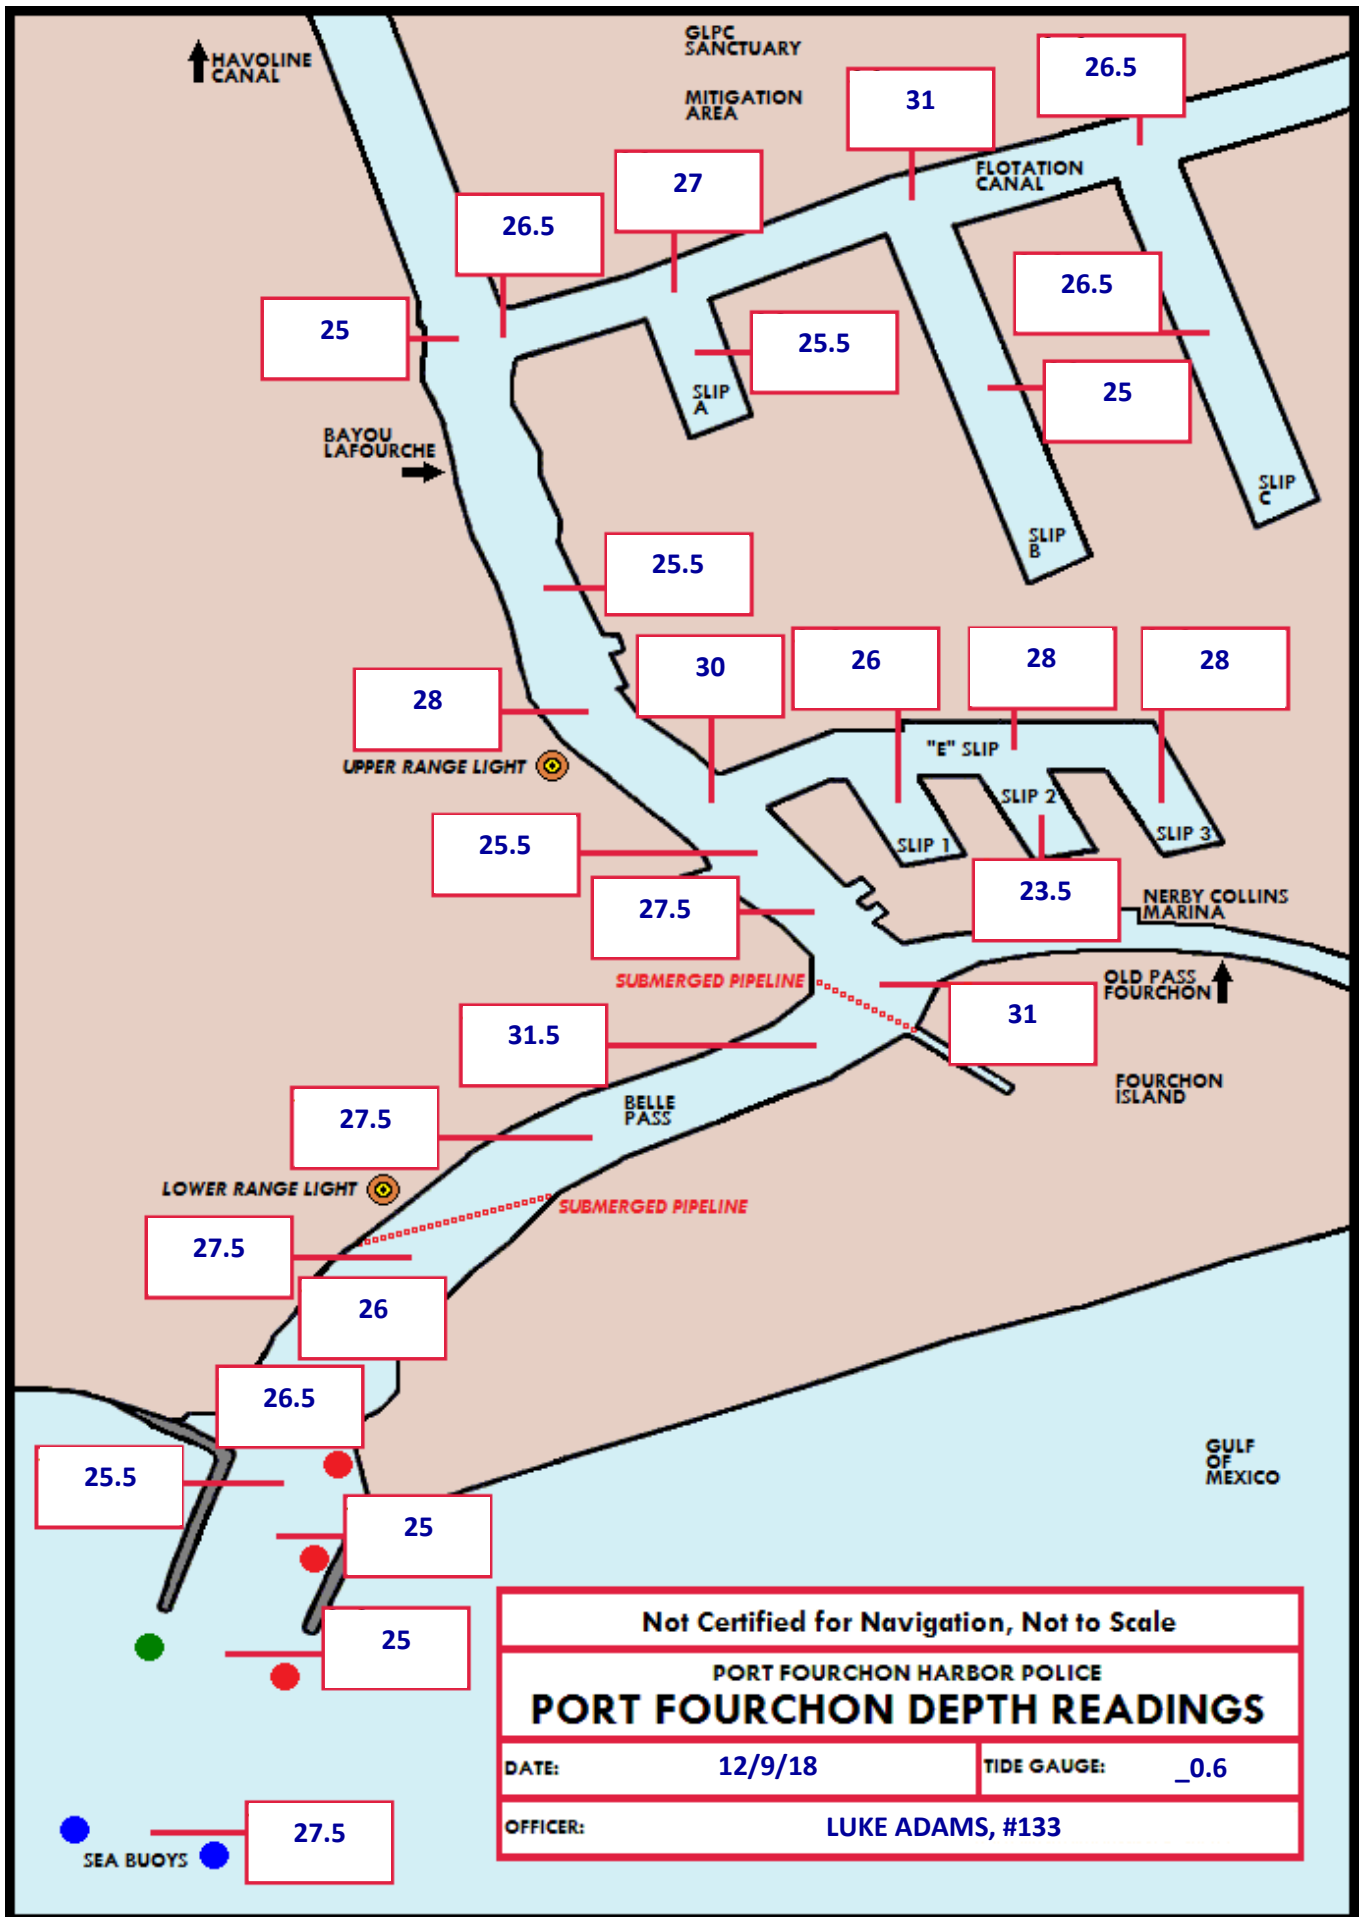 GLPC
SANCTUARY
HAVOLINE
CANAL
26.5
31
MITIGATION
AREA
FLOTATION
CANAL
27
26.5
26.5
25
25.5
25
SLIP
A
BAYOU
LAFOURCHE
SLIP
C
SLIP
B
25.5
30
26
28
28
28
"E" SLIP
UPPER RANGE LIGHT
SLIP 2
SLIP 1
SLIP 3
25.5
27.5
23.5
NERBY COLLINS
MARINA
SUBMERGED PIPELINE
OLD PASS
FOURCHON
31
31.5
FOURCHON
ISLAND
BELLE
PASS
27.5
LOWER RANGE LIGHT
SUBMERGED PIPELINE
27.5
26
26.5
GULF
OF
MEXICO
25.5
25
25
Not Certified for Navigation, Not to Scale
PORT FOURCHON HARBOR POLICE
PORT FOURCHON DEPTH READINGS
DATE: 12/9/18 TIDE GAUGE: _0.6
OFFICER: LUKE ADAMS, #133
27.5
SEA BUOYS